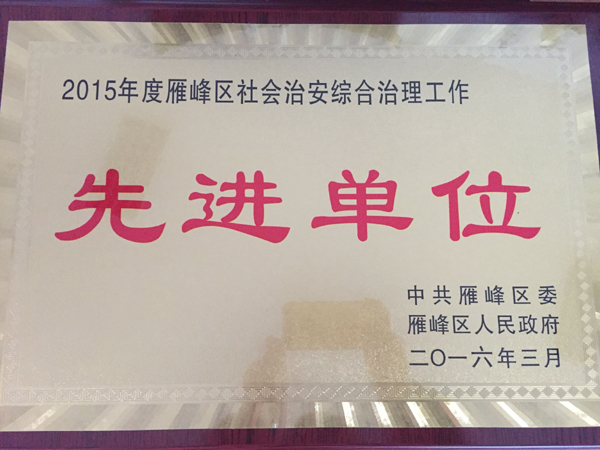 2015年度雁峰区社会治安综合治理工作
先进单位
中共雁峰区委
雁峰区人民政府
二〇一六年三月